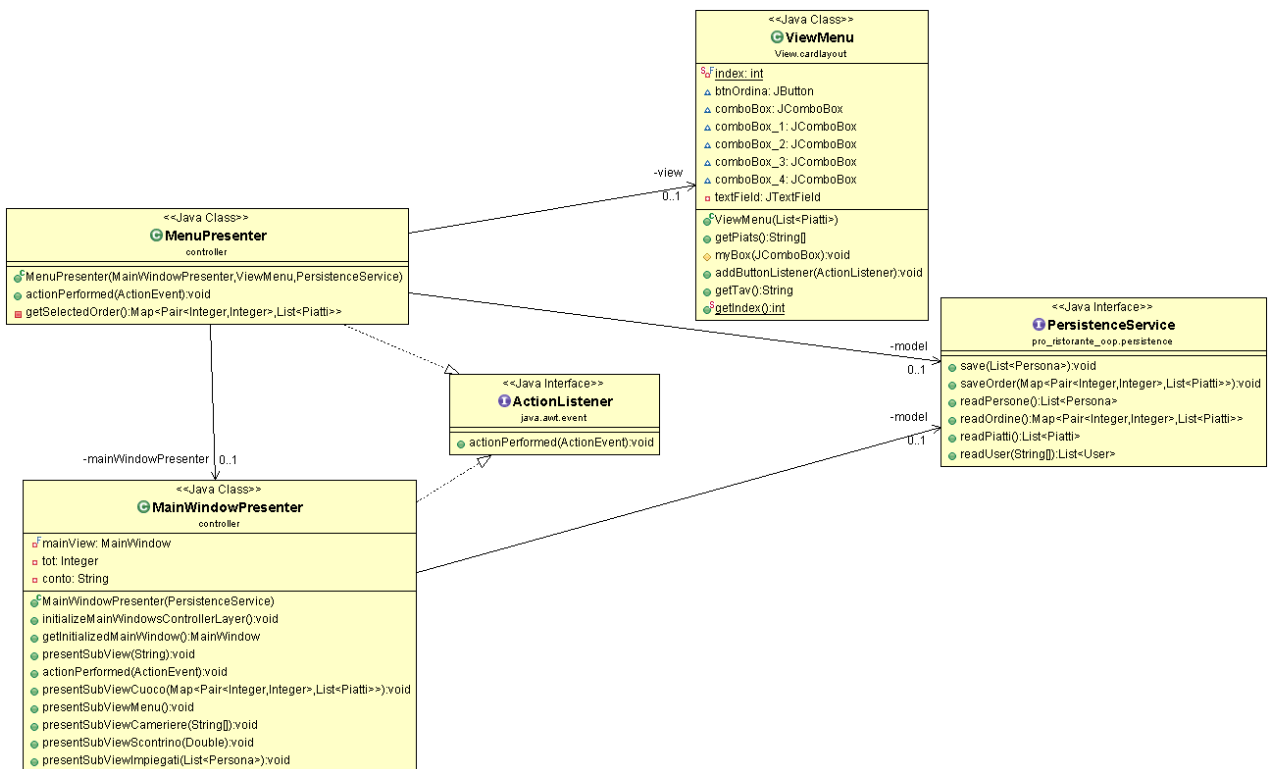 <<Java Class>>
ViewMenu
View.cardlayout
index: int
btnOrdina: JButton
comboBox: JComboBox
comboBox_1: JComboBox
comboBox_2: JComboBox
comboBox_3: JComboBox
comboBox_4: JComboBox
textField: JTextField
ViewMenu(List<Piatti>)
getPiats():String[]
myBox(JComboBox):void
addButtonListener(ActionListener):void
getTav():String
getIndex():int
-view
0..1
<<Java Class>>
MenuPresenter
controller
MenuPresenter(MainWindowPresenter,ViewMenu,PersistenceService)
actionPerformed(ActionEvent):void
getSelectedOrder():Map<Pair<Integer,Integer>,List<Piatti>>
<<Java Interface>>
PersistenceService
pro_ristorante_oop.persistence
save(List<Persona>):void
saveOrder(Map<Pair<Integer,Integer>,List<Piatti>>):void
readPersone():List<Persona>
readOrdine():Map<Pair<Integer,Integer>,List<Piatti>>
readPiatti():List<Piatti>
readUser(String[]):List<User>
-model
0..1
-model
0..1
<<Java Interface>>
ActionListener
java.awt.event
actionPerformed(ActionEvent):void
-mainWindowPresenter 0..1
<<Java Class>>
MainWindowPresenter
controller
mainView: MainWindow
tot: Integer
conto: String
MainWindowPresenter(PersistenceService)
initializeMainWindowsControllerLayer():void
getInitializedMainWindow():MainWindow
presentSubView(String):void
actionPerformed(ActionEvent):void
presentSubViewCuoco(Map<Pair<Integer,Integer>,List<Piatti>>):void
presentSubViewMenu():void
presentSubViewCameriere(String[]):void
presentSubViewScontrino(Double):void
presentSubViewImpiegati(List<Persona>):void